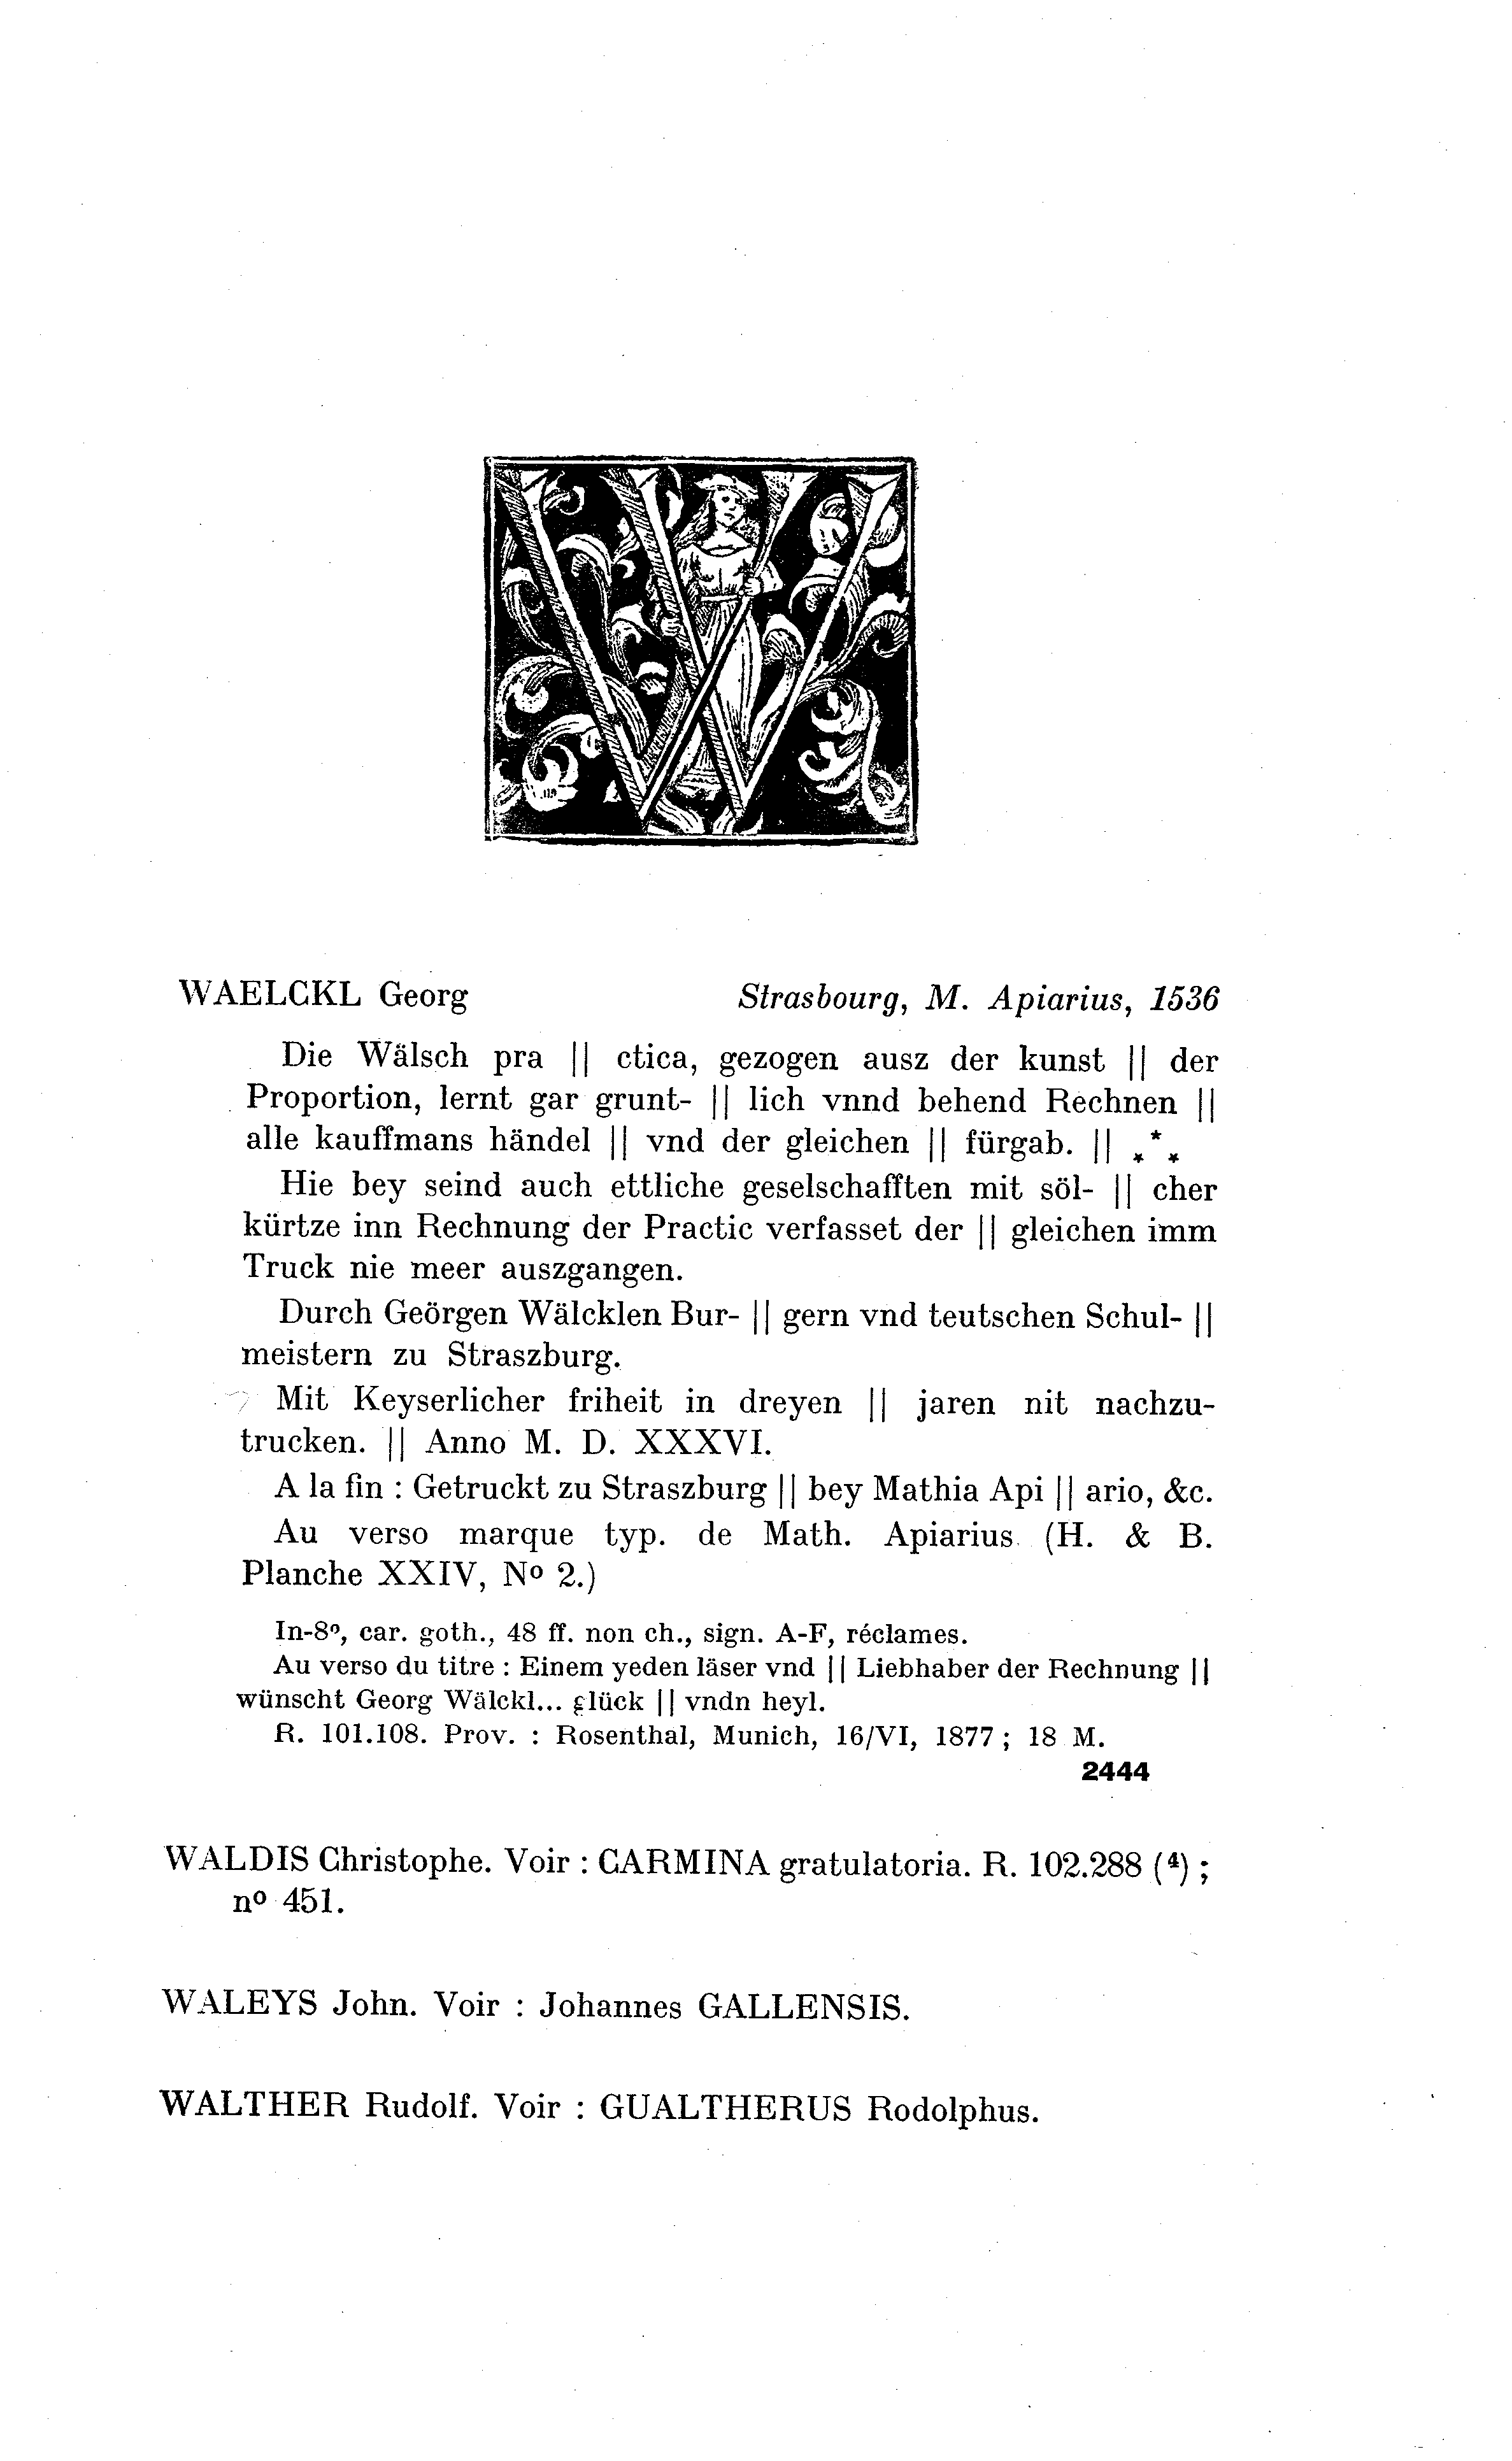 W
WAELCKL Georg Strasbourg, M. Apiarius, 1536
Die Wälsch pra || ctica, gezogen ausz der kunst || der
Proportion, lernt gar grunt- || lich vnnd behend Rechnen ||
alle kauffmans händel || vnd der gleichen || fürgab. || ⁎*⁎
Hie bey seind auch ettliche geselschafften mit söl- || cher
kürtze inn Rechnung der Practic verfasset der || gleichen imm
Truck nie meer auszgangen.
Durch Geörgen Wälcklen Bur- || gern vnd teutschen Schul- ||
meistern zu Straszburg.
Mit Keyserlicher friheit in dreyen || jaren nit nachzu-
trucken. || Anno M. D. XXXVI.
A la fin : Getruckt zu Straszburg || bey Mathia Api || ario, &c.
Au verso marque typ. de Math. Apiarius. (H. & B.
Planche XXIV, Nº 2.)
In-8º, car. goth., 48 ff. non ch., sign. A-F, réclames.
Au verso du titre : Einem yeden läser vnd || Liebhaber der Rechnung ||
wünscht Georg Wälckl... glück || vndn heyl.
R. 101.108. Prov. : Rosenthal, Munich, 16/VI, 1877 ; 18 M.
2444
WALDIS Christophe. Voir : CARMINA gratulatoria. R. 102.288 (⁴) ;
nº 451.
WALEYS John. Voir : Johannes GALLENSIS.
WALTHER Rudolf. Voir : GUALTHERUS Rodolphus.